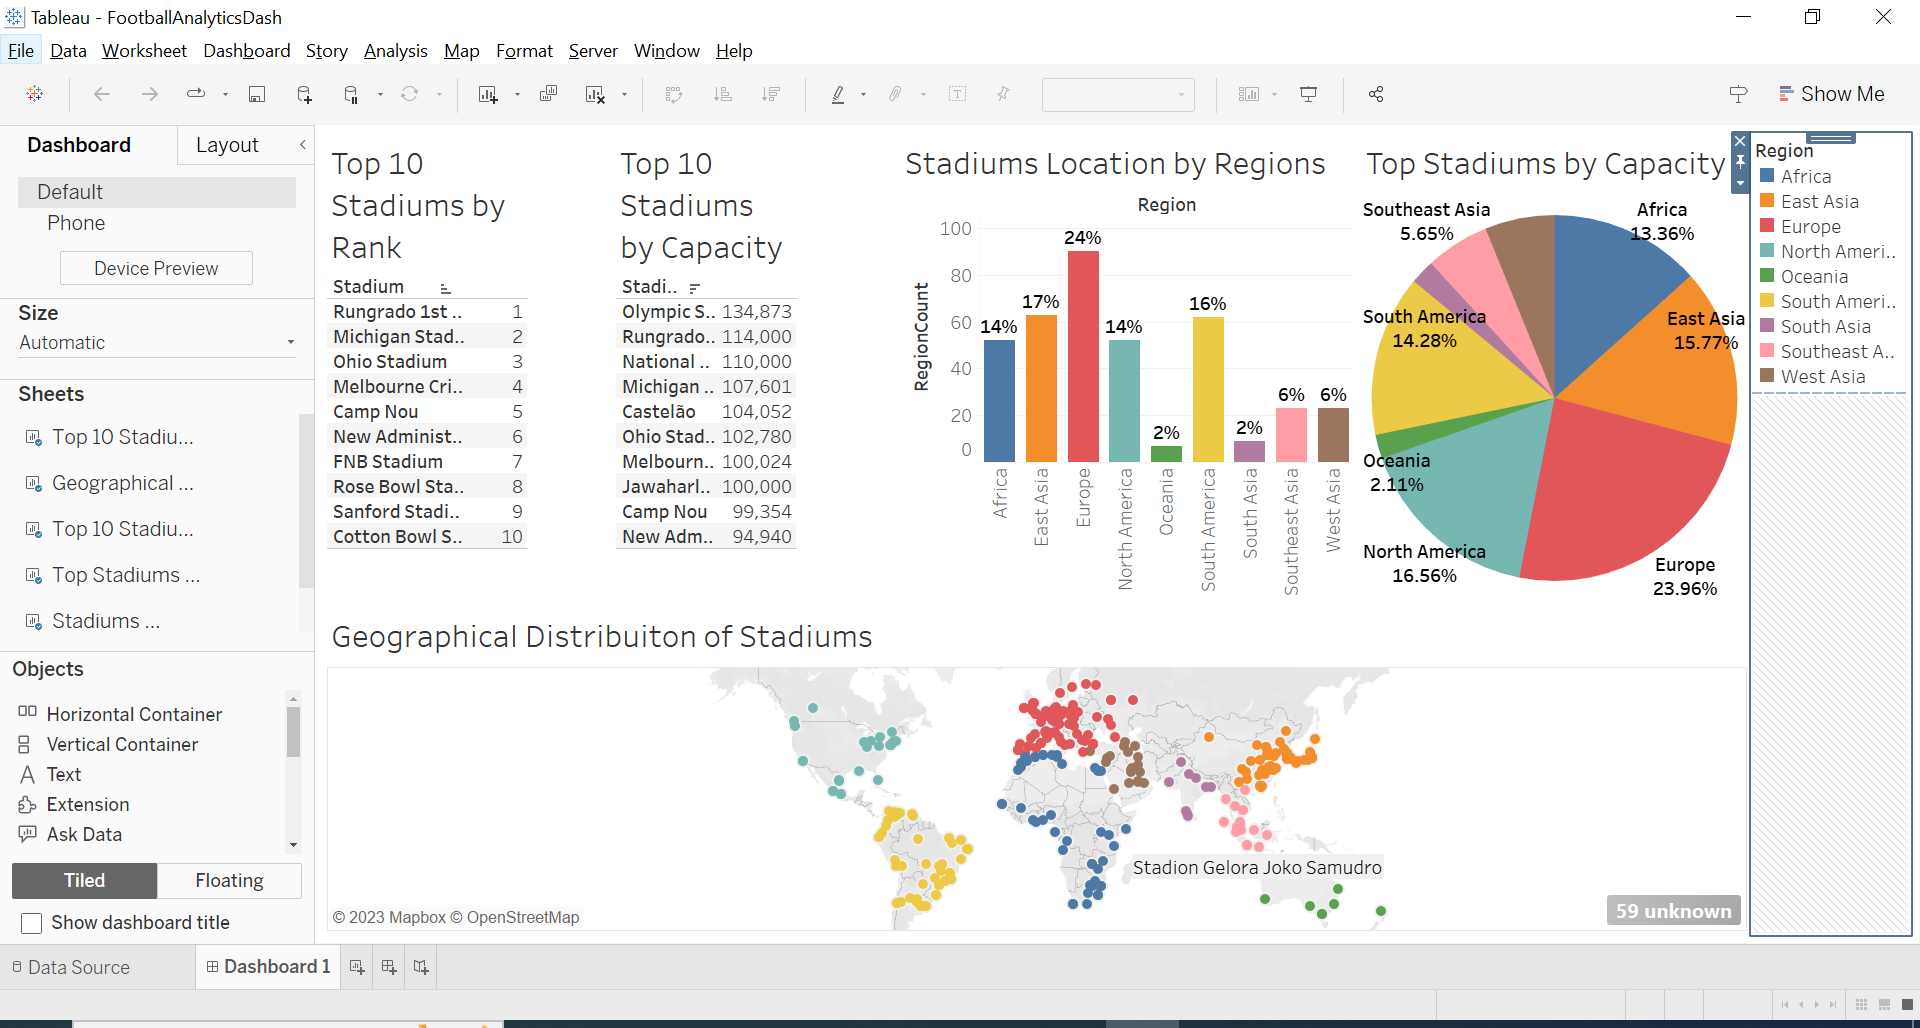 Tableau - FootballAnalyticsDash
File Data Worksheet Dashboard Story Analysis Map Format Server Window Help
Show Me
Dashboard
Layout
Default
Phone
Device Preview
Size
Automatic
Sheets
Top 10 Stadiu...
Geographical ...
Top 10 Stadiu...
Top Stadiums ...
Stadiums ...
Objects
Horizontal Container
Vertical Container
Text
Extension
Ask Data
Tiled
Floating
Show dashboard title
Top 10
Stadiums by
Rank
Stadium
Rungrado 1st .. 1
Michigan Stad.. 2
Ohio Stadium 3
Melbourne Cri.. 4
Camp Nou 5
New Administ.. 6
FNB Stadium 7
Rose Bowl Sta.. 8
Sanford Stadi.. 9
Cotton Bowl S.. 10
Top 10
Stadiums
by Capacity
Stadi..
Olympic S.. 134,873
Rungrado.. 114,000
National .. 110,000
Michigan .. 107,601
Castelão 104,052
Ohio Stad.. 102,780
Melbourn.. 100,024
Jawaharl.. 100,000
Camp Nou 99,354
New Adm.. 94,940
Stadiums Location by Regions
Region
RegionCount
100
80
60
40
20
0
14%
17%
24%
14%
2%
16%
2%
6%
6%
Africa
East Asia
Europe
North America
Oceania
South America
South Asia
Southeast Asia
West Asia
Top Stadiums by Capacity
Southeast Asia
5.65%
Africa
13.36%
South America
14.28%
East Asia
15.77%
Oceania
2.11%
North America
16.56%
Europe
23.96%
Region
Africa
East Asia
Europe
North Ameri..
Oceania
South Ameri..
South Asia
Southeast A..
West Asia
Geographical Distribuiton of Stadiums
Stadion Gelora Joko Samudro
© 2023 Mapbox © OpenStreetMap
59 unknown
Data Source
Dashboard 1